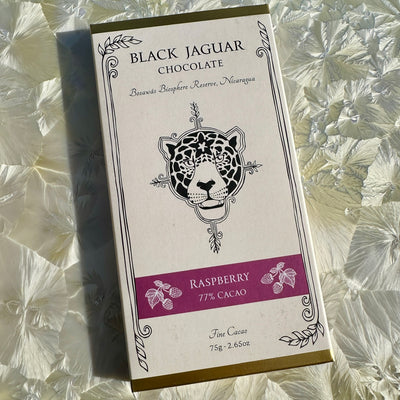 BLACK JAGUAR
CHOCOLATE
Bosawás Biosphere Reserve, Nicaragua
RASPBERRY
77% CACAO
Fine Cacao
75g - 2.65oz